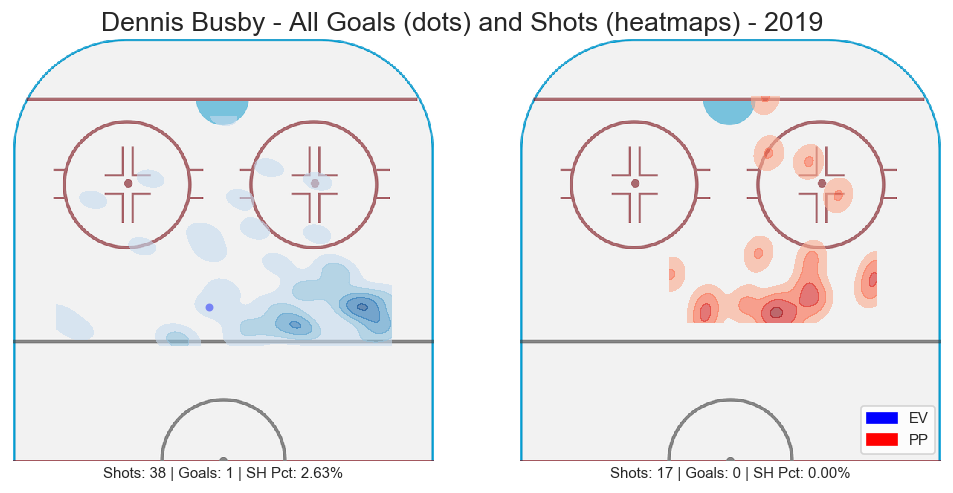 Dennis Busby - All Goals (dots) and Shots (heatmaps) - 2019
EV
PP
Shots: 38 | Goals: 1 | SH Pct: 2.63%
Shots: 17 | Goals: 0 | SH Pct: 0.00%